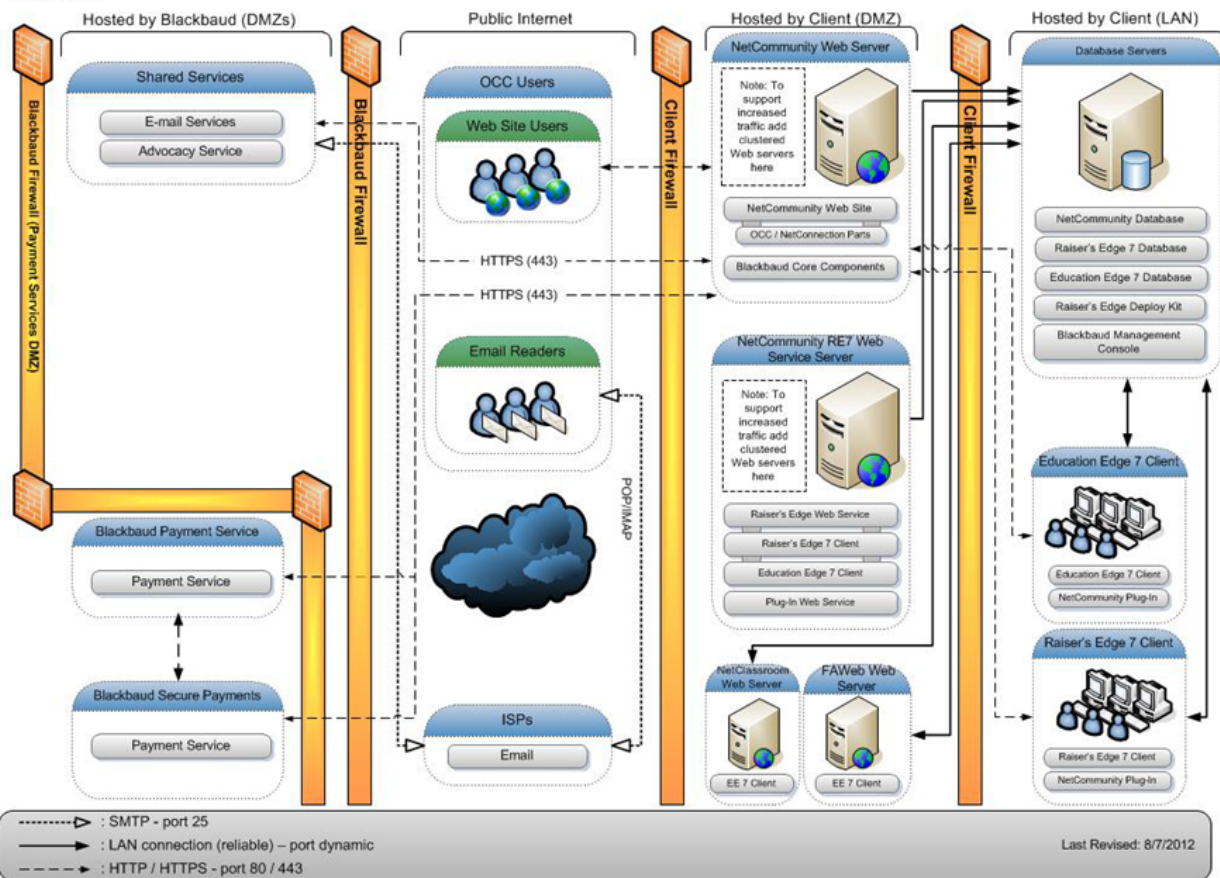 Hosted by Blackbaud (DMZs)
Public Internet
Hosted by Client (DMZ)
Hosted by Client (LAN)
Blackbaud Firewall (Payment Services DMZ)
Shared Services
E-mail Services
Advocacy Service
Blackbaud Firewall
OCC Users
Web Site Users
HTTPS (443)
HTTPS (443)
Email Readers
POP/IMAP
Client Firewall
NetCommunity Web Server
Note: To
support
increased
traffic add
clustered
Web servers
here
NetCommunity Web Site
OCC / NetConnection Parts
Blackbaud Core Components
NetCommunity RE7 Web
Service Server
Note: To
support
increased
traffic add
clustered
Web servers
here
Raiser's Edge Web Service
Raiser's Edge 7 Client
Education Edge 7 Client
Plug-In Web Service
Client Firewall
Database Servers
NetCommunity Database
Raiser's Edge 7 Database
Education Edge 7 Database
Raiser's Edge Deploy Kit
Blackbaud Management
Console
Education Edge 7 Client
Education Edge 7 Client
NetCommunity Plug-In
Raiser's Edge 7 Client
Raiser's Edge 7 Client
NetCommunity Plug-In
Blackbaud Payment Service
Payment Service
Blackbaud Secure Payments
Payment Service
ISPs
Email
NetClassroom
Web Server
EE 7 Client
FAWeb Web
Server
EE 7 Client
: SMTP - port 25
: LAN connection (reliable) – port dynamic
: HTTP / HTTPS - port 80 / 443
Last Revised: 8/7/2012